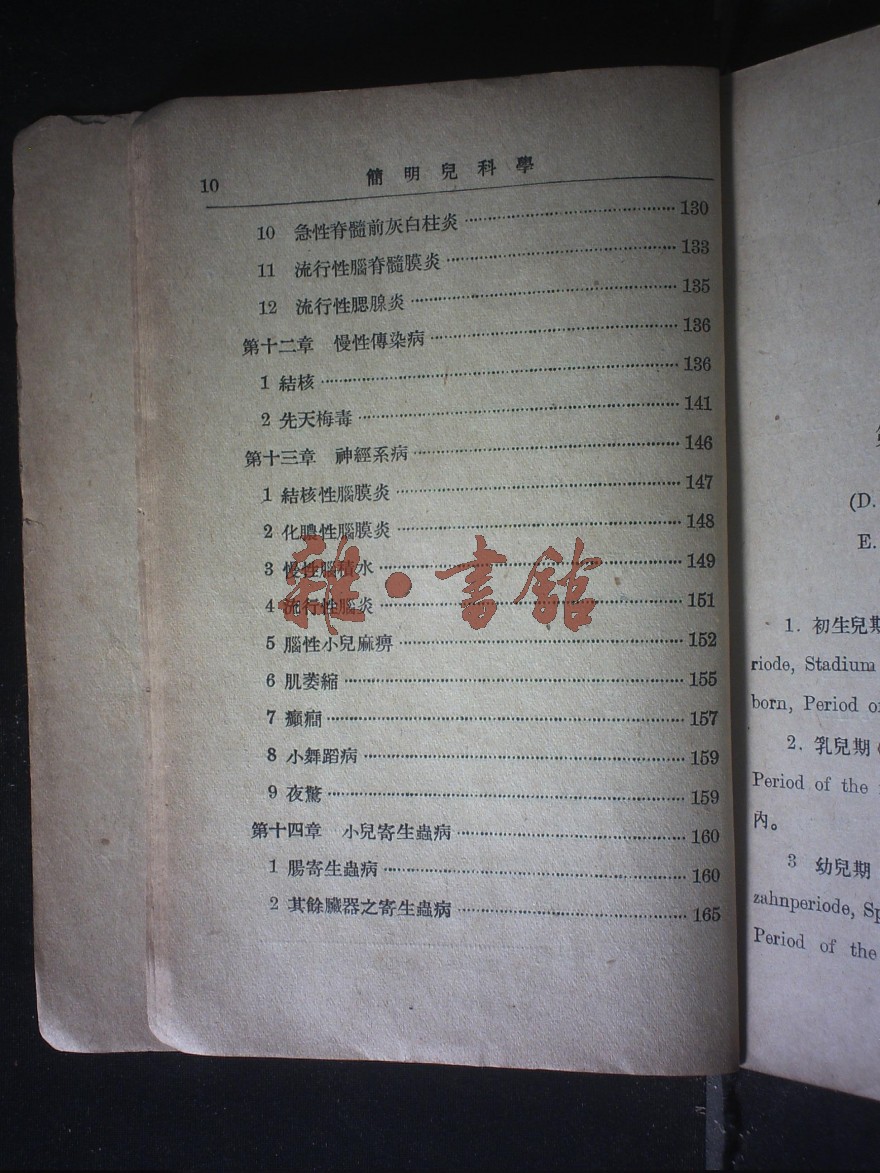 10 簡明兒科學
10 急性脊髓前灰白柱炎 130
11 流行性腦脊髓膜炎 133
12 流行性腮腺炎 135
第十二章 慢性傳染病 136
1 結核 136
2 先天梅毒 141
第十三章 神經系病 146
1 結核性腦膜炎 147
2 化膿性腦膜炎 148
3 慢性腦積水 149
4 流行性腦炎 151
5 腦性小兒麻痹 152
6 肌萎縮 155
7 癲癇 157
8 小舞蹈病 159
9 夜驚 159
第十四章 小兒寄生蟲病 160
1 腸寄生蟲病 160
2 其餘臟器之寄生蟲病 165
雜·書館
(D.
E.
1. 初生兒
riode, Stadium
born, Period
2. 乳兒期
Period of the
內。
3 幼兒期
zahnperiode,
Period of the